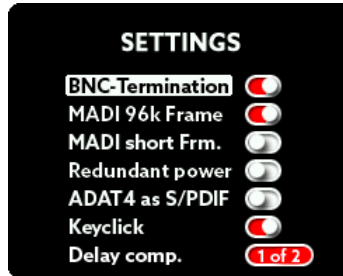 SETTINGS
BNC-Termination
MADI 96k Frame
MADI short Frm.
Redundant power
ADAT4 as S/PDIF
Keyclick
Delay comp. 1 of 2